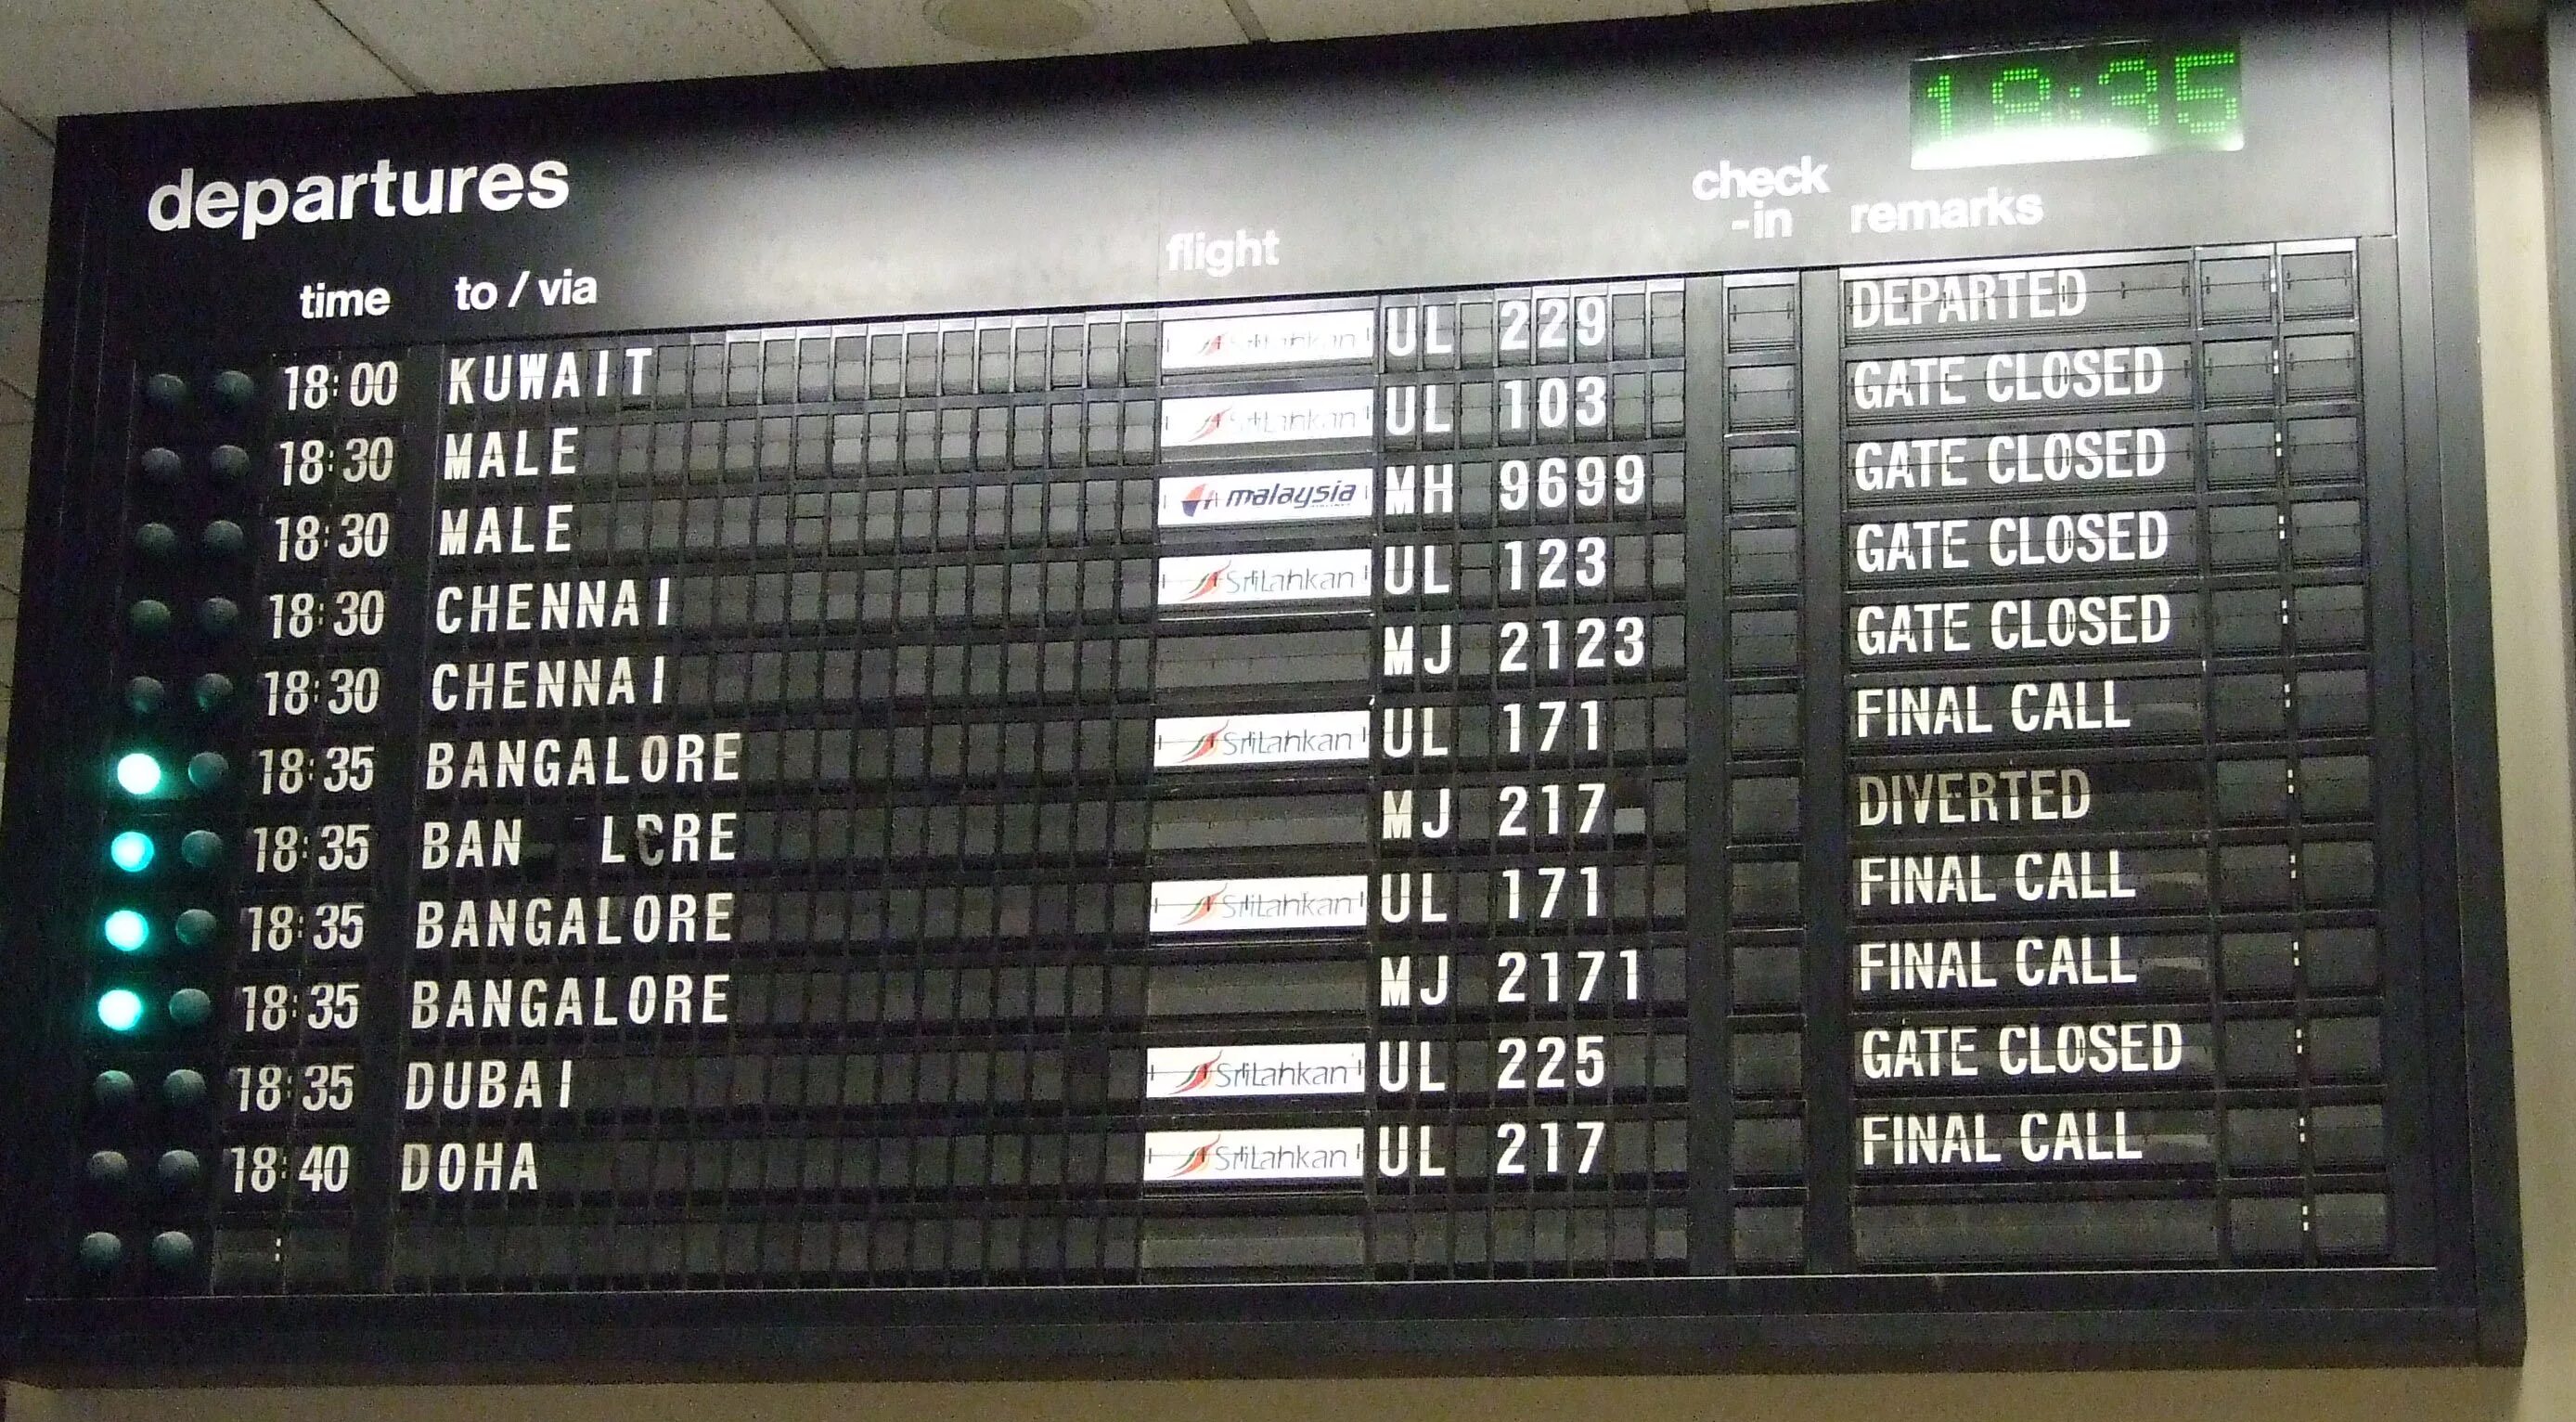 18:35
departures
time to / via flight check-in remarks
18:00 KUWAIT SriLankan UL 229 DEPARTED
18:30 MALE SriLankan UL 103 GATE CLOSED
18:30 MALE malaysia MH 9699 GATE CLOSED
18:30 CHENNAI SriLankan UL 123 GATE CLOSED
18:30 CHENNAI MJ 2123 GATE CLOSED
18:35 BANGALORE SriLankan UL 171 FINAL CALL
18:35 BAN LORE MJ 217 DIVERTED
18:35 BANGALORE SriLankan UL 171 FINAL CALL
18:35 BANGALORE MJ 2171 FINAL CALL
18:35 DUBAI SriLankan UL 225 GATE CLOSED
18:40 DOHA SriLankan UL 217 FINAL CALL